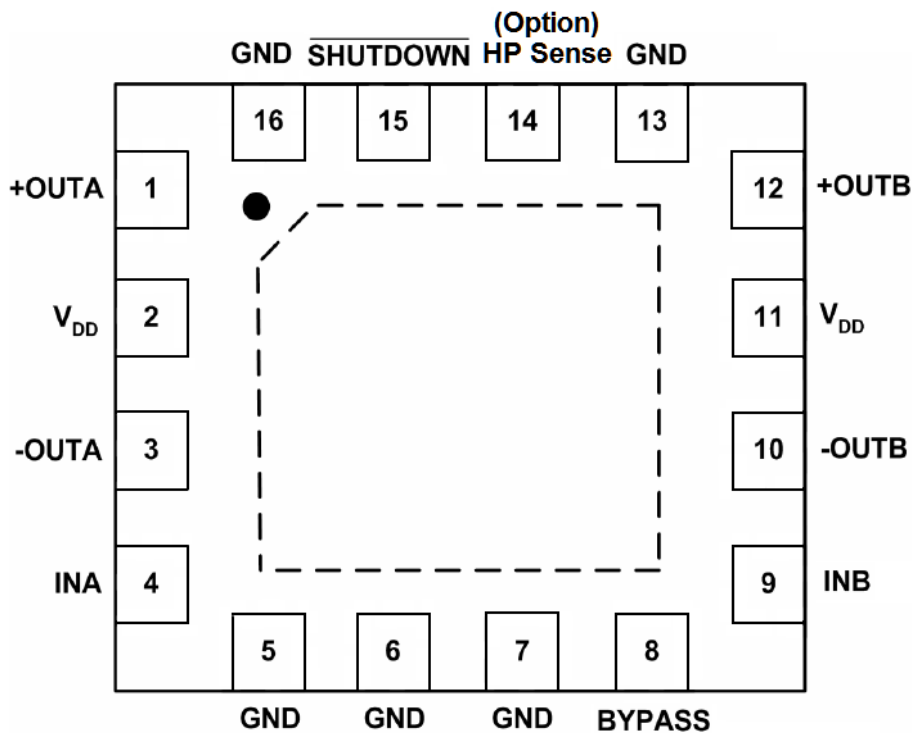 (Option)
GND SHUTDOWN HP Sense GND
16 15 14 13
+OUTA 1 12 +OUTB
VDD 2 11 VDD
-OUTA 3 10 -OUTB
INA 4 9 INB
5 6 7 8
GND GND GND BYPASS